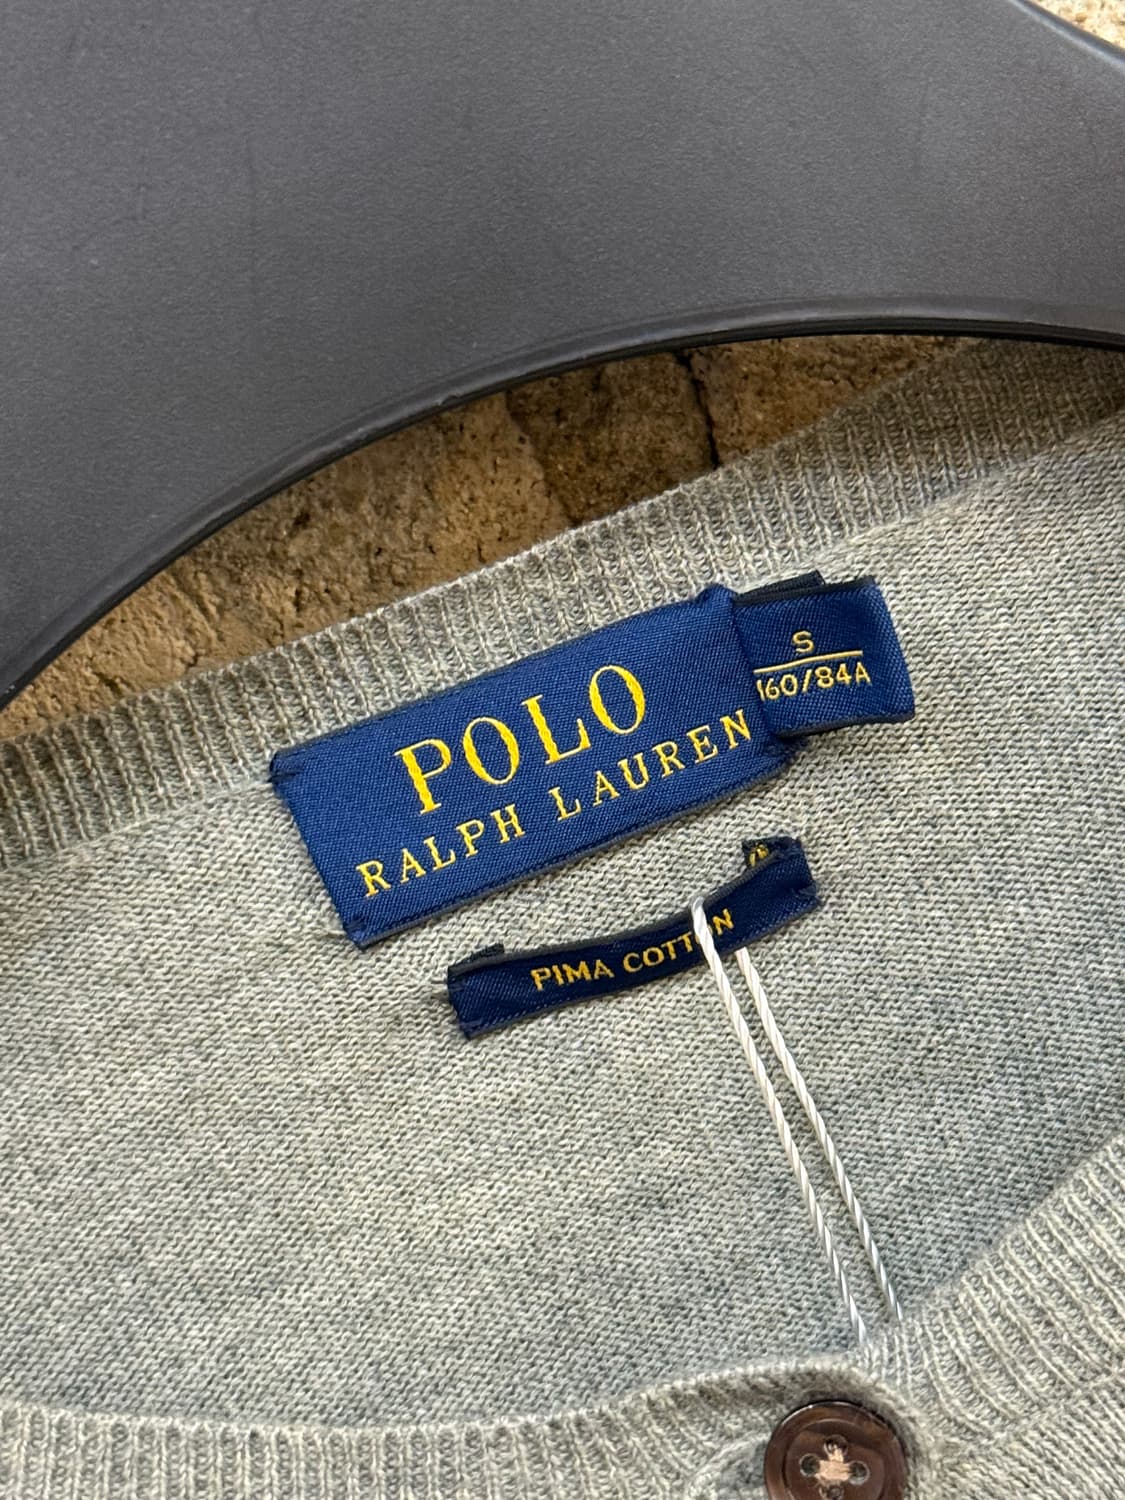 POLO
RALPH LAUREN
S
160/84A
PIMA COTTON